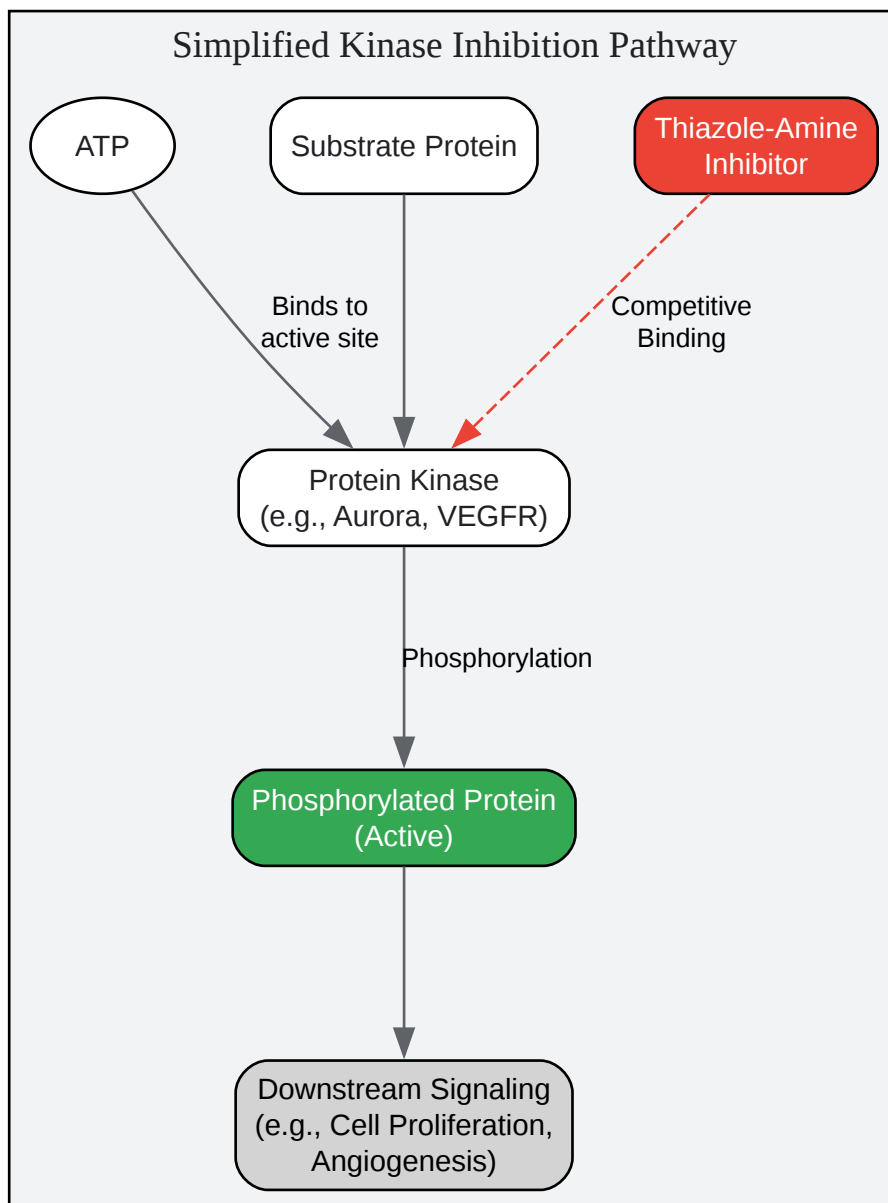 Simplified Kinase Inhibition Pathway
ATP
Substrate Protein
Thiazole-Amine
Inhibitor
Binds to
active site
Competitive
Binding
Protein Kinase
(e.g., Aurora, VEGFR)
Phosphorylation
Phosphorylated Protein
(Active)
Downstream Signaling
(e.g., Cell Proliferation,
Angiogenesis)